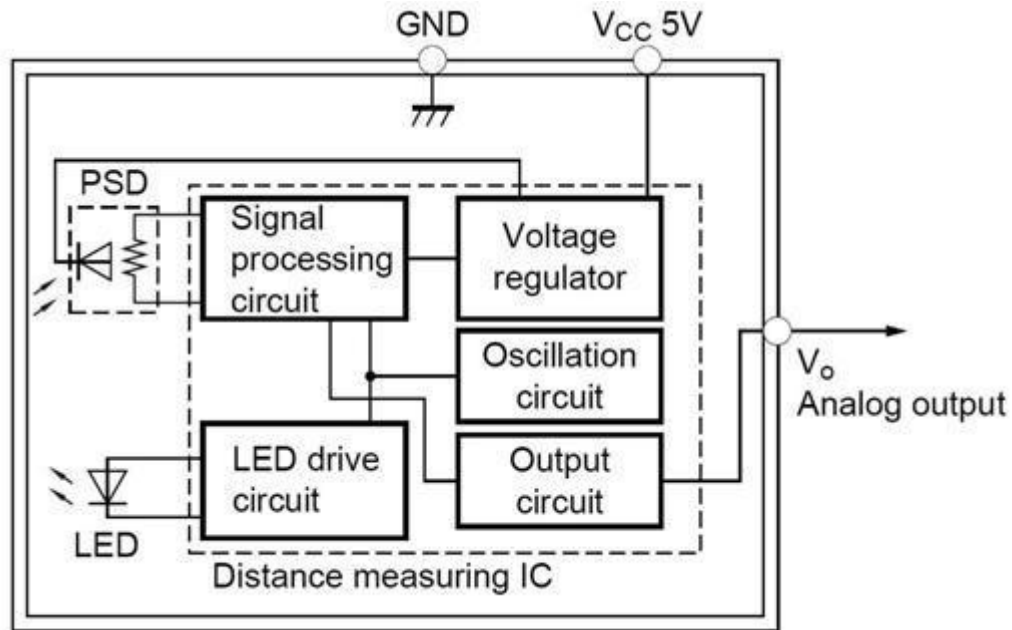 GND
VCC 5V
PSD
Signal
processing
circuit
Voltage
regulator
Oscillation
circuit
Vo
Analog output
LED drive
circuit
Output
circuit
LED
Distance measuring IC